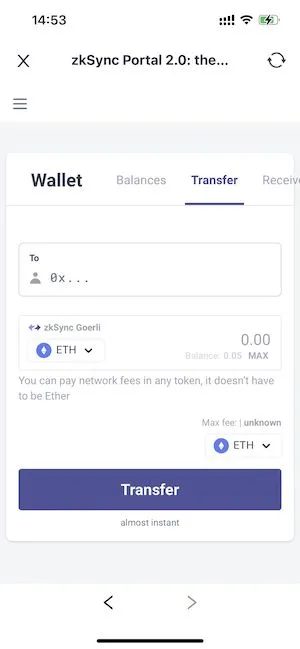 14:53
zkSync Portal 2.0: the...
Wallet Balances Transfer Receive
To
0x...
zkSync Goerli
0.00
ETH
Balance: 0.05 MAX
You can pay network fees in any token, it doesn't have
to be Ether
Max fee: | unknown
ETH
Transfer
almost instant